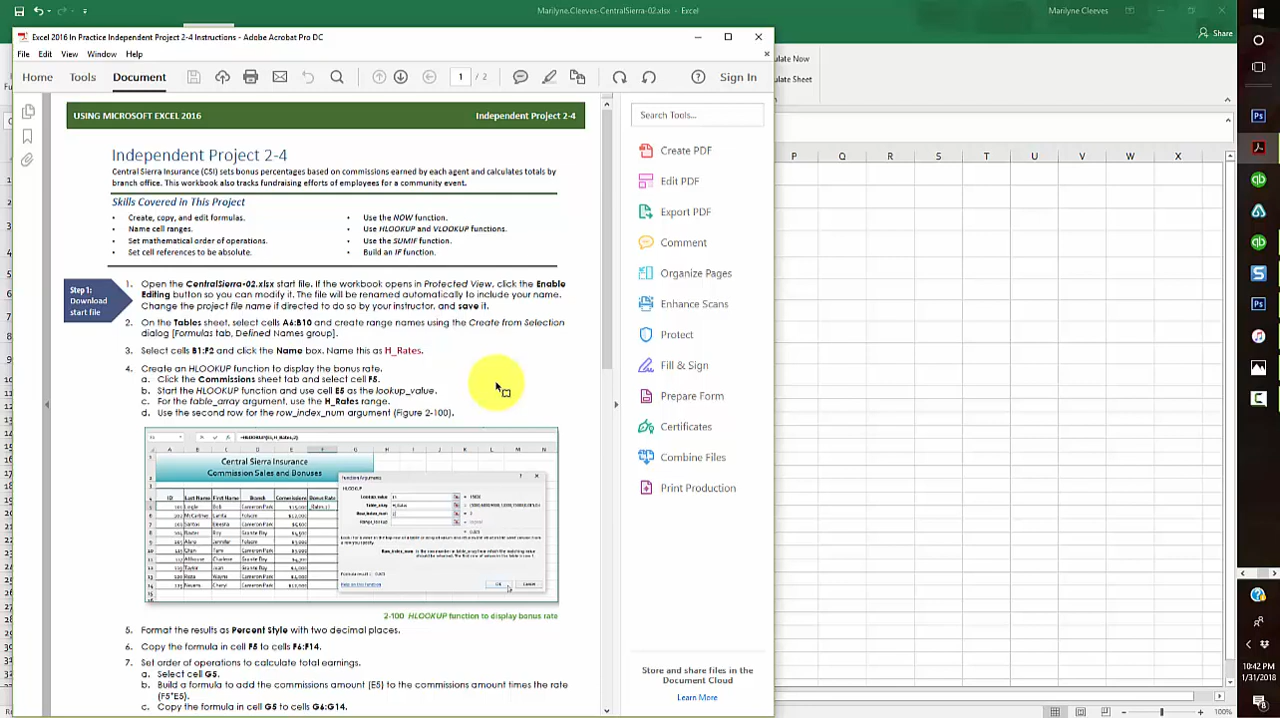 Marilyne.Cleeves-CentralSierra-02.xlsx - Excel
Marilyne Cleeves
Share
Excel 2016 In Practice Independent Project 2-4 Instructions - Adobe Acrobat Pro DC
File Edit View Window Help
Home Tools Document
1 / 2
Sign In
late Now
ulate Sheet
USING MICROSOFT EXCEL 2016 Independent Project 2-4
Independent Project 2-4
Central Sierra Insurance (CSI) sets bonus percentages based on commissions earned by each agent and calculates totals by
branch office. This workbook also tracks fundraising efforts of employees for a community event.
Skills Covered in This Project
• Create, copy, and edit formulas.
• Name cell ranges.
• Set mathematical order of operations.
• Set cell references to be absolute.
• Use the NOW function.
• Use HLOOKUP and VLOOKUP functions.
• Use the SUMIF function.
• Build an IF function.
Step 1:
Download
start file
1. Open the CentralSierra-02.xlsx start file. If the workbook opens in Protected View, click the Enable
Editing button so you can modify it. The file will be renamed automatically to include your name.
Change the project file name if directed to do so by your instructor, and save it.
2. On the Tables sheet, select cells A6:B10 and create range names using the Create from Selection
dialog [Formulas tab, Defined Names group].
3. Select cells B1:F2 and click the Name box. Name this as H_Rates.
4. Create an HLOOKUP function to display the bonus rate.
a. Click the Commissions sheet tab and select cell F5.
b. Start the HLOOKUP function and use cell E5 as the lookup_value.
c. For the table_array argument, use the H_Rates range.
d. Use the second row for the row_index_num argument (Figure 2-100).
Central Sierra Insurance
Commission Sales and Bonuses
ID Last Name First Name Branch Commissions Bonus Rate
Function Arguments
HLOOKUP
2-100 HLOOKUP function to display bonus rate
5. Format the results as Percent Style with two decimal places.
6. Copy the formula in cell F5 to cells F6:F14.
7. Set order of operations to calculate total earnings.
a. Select cell G5.
b. Build a formula to add the commissions amount (E5) to the commissions amount times the rate
(F5*E5).
c. Copy the formula in cell G5 to cells G6:G14.
Search Tools...
Create PDF
Edit PDF
Export PDF
Comment
Organize Pages
Enhance Scans
Protect
Fill & Sign
Prepare Form
Certificates
Combine Files
Print Production
Store and share files in the
Document Cloud
Learn More
P Q R S T U V W X
10:42 PM
1/31/2018
100%